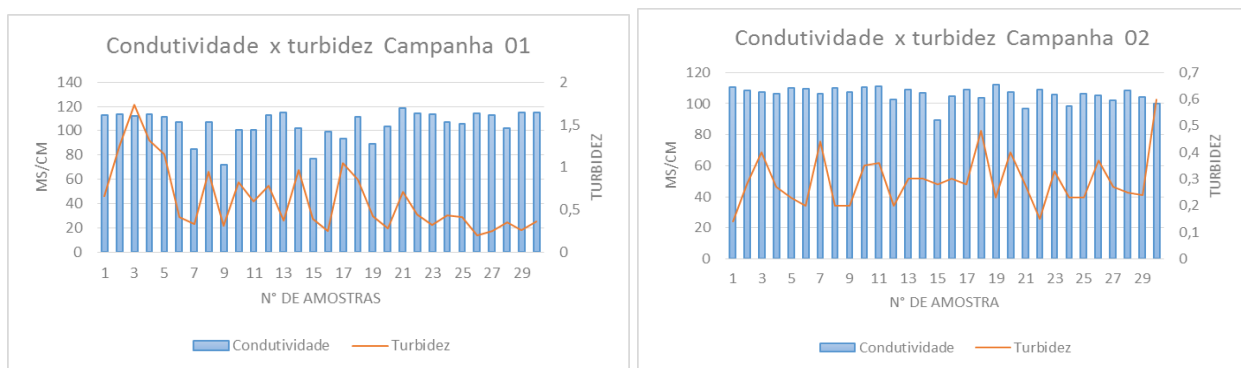 Condutividade x turbidez Campanha 01
140
120
100
80
60
40
20
0
MS/CM
2
1,5
1
0,5
0
TURBIDEZ
1 3 5 7 9 11 13 15 17 19 21 23 25 27 29
N° DE AMOSTRAS
Condutividade Turbidez
Condutividade x turbidez Campanha 02
120
100
80
60
40
20
0
MS/CM
0,7
0,6
0,5
0,4
0,3
0,2
0,1
0
TURBIDEZ
1 3 5 7 9 11 13 15 17 19 21 23 25 27 29
N° DE AMOSTRA
Condutividade Turbidez